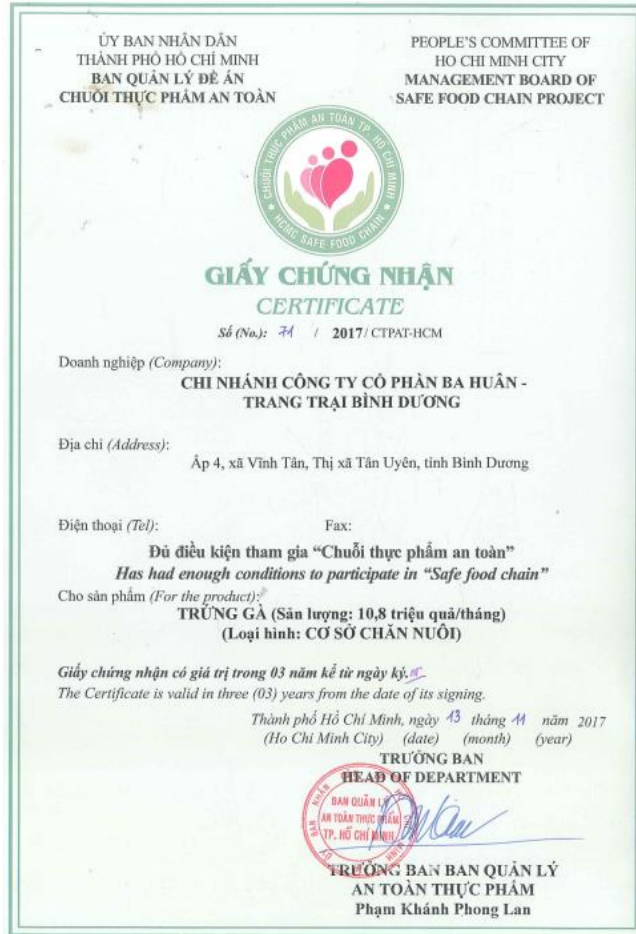 ỦY BAN NHÂN DÂN
THÀNH PHỐ HỒ CHÍ MINH
BAN QUẢN LÝ ĐỀ ÁN
CHUỖI THỰC PHẨM AN TOÀN
PEOPLE'S COMMITTEE OF
HO CHI MINH CITY
MANAGEMENT BOARD OF
SAFE FOOD CHAIN PROJECT
CHUỖI THỰC PHẨM AN TOÀN TP. HỒ CHÍ MINH
HCMC SAFE FOOD CHAIN
GIẤY CHỨNG NHẬN
CERTIFICATE
Số (No.): 71 / 2017/ CTPAT-HCM
Doanh nghiệp (Company):
CHI NHÁNH CÔNG TY CỔ PHẦN BA HUÂN -
TRANG TRẠI BÌNH DƯƠNG
Địa chỉ (Address):
Ấp 4, xã Vĩnh Tân, Thị xã Tân Uyên, tỉnh Bình Dương
Điện thoại (Tel): Fax:
Đủ điều kiện tham gia “Chuỗi thực phẩm an toàn”
Has had enough conditions to participate in “Safe food chain”
Cho sản phẩm (For the product):
TRỨNG GÀ (Sản lượng: 10,8 triệu quả/tháng)
(Loại hình: CƠ SỞ CHĂN NUÔI)
Giấy chứng nhận có giá trị trong 03 năm kể từ ngày ký.
The Certificate is valid in three (03) years from the date of its signing.
Thành phố Hồ Chí Minh, ngày 13 tháng 11 năm 2017
(Ho Chi Minh City) (date) (month) (year)
TRƯỞNG BAN
HEAD OF DEPARTMENT
BAN QUẢN LÝ
AN TOÀN THỰC PHẨM
TP. HỒ CHÍ MINH
TRƯỞNG BAN BAN QUẢN LÝ
AN TOÀN THỰC PHẨM
Phạm Khánh Phong Lan